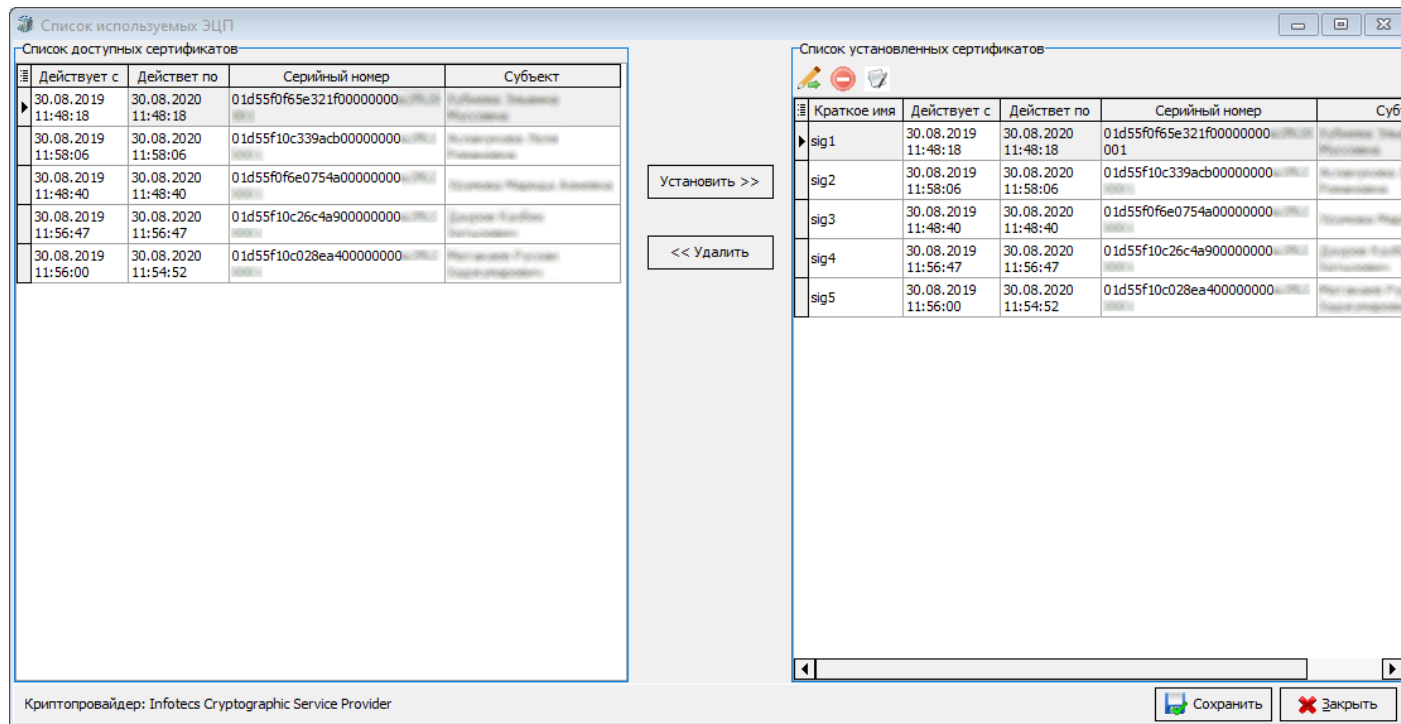 Список используемых ЭЦП
Список доступных сертификатов
Действует с Действет по Серийный номер Субъект
30.08.2019 30.08.2020 01d55f0f65e321f00000000
11:48:18 11:48:18
30.08.2019 30.08.2020 01d55f10c339acb00000000
11:58:06 11:58:06
30.08.2019 30.08.2020 01d55f0f6e0754a00000000
11:48:40 11:48:40
30.08.2019 30.08.2020 01d55f10c26c4a900000000
11:56:47 11:56:47
30.08.2019 30.08.2020 01d55f10c028ea400000000
11:56:00 11:54:52
Установить >>
<< Удалить
Список установленных сертификатов
Краткое имя Действует с Действет по Серийный номер Суб
sig1 30.08.2019 30.08.2020 01d55f0f65e321f00000000
11:48:18 11:48:18 001
sig2 30.08.2019 30.08.2020 01d55f10c339acb00000000
11:58:06 11:58:06
sig3 30.08.2019 30.08.2020 01d55f0f6e0754a00000000
11:48:40 11:48:40
sig4 30.08.2019 30.08.2020 01d55f10c26c4a900000000
11:56:47 11:56:47
sig5 30.08.2019 30.08.2020 01d55f10c028ea400000000
11:56:00 11:54:52
Криптопровайдер: Infotecs Cryptographic Service Provider
Сохранить
Закрыть